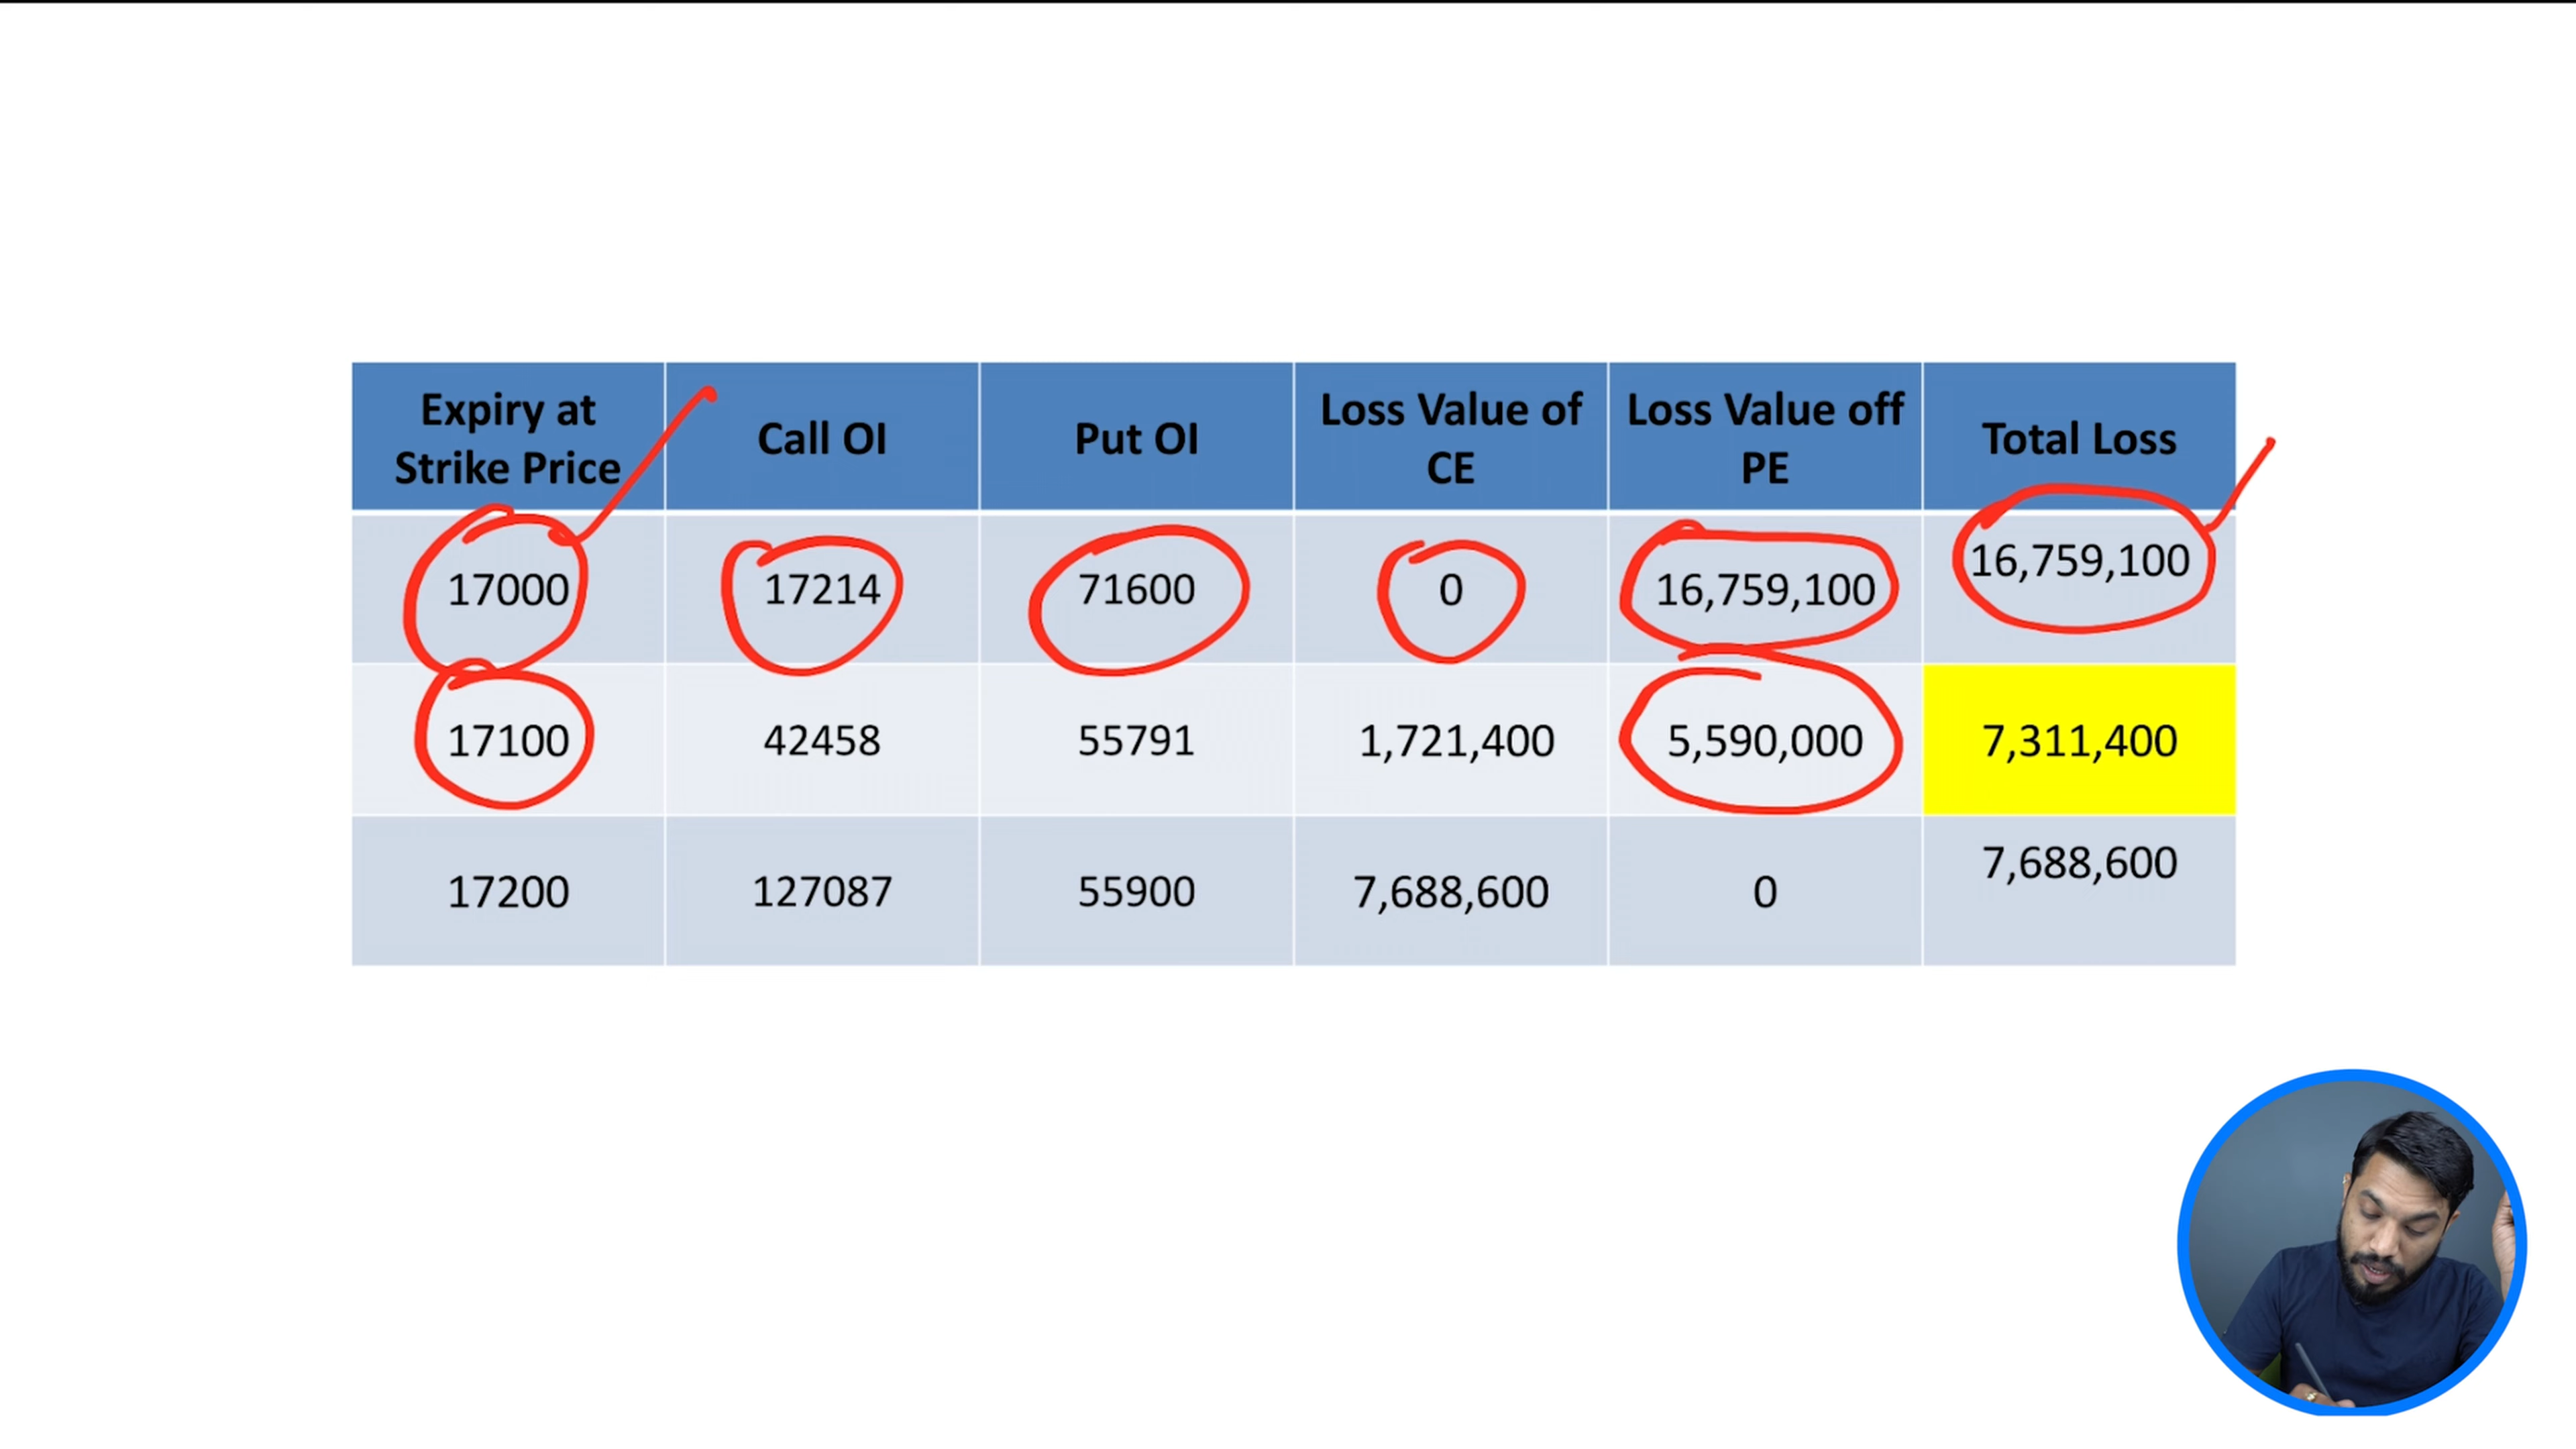 Expiry at Strike Price Call OI Put OI Loss Value of CE Loss Value off PE Total Loss
17000 17214 71600 0 16,759,100 16,759,100
17100 42458 55791 1,721,400 5,590,000 7,311,400
17200 127087 55900 7,688,600 0 7,688,600